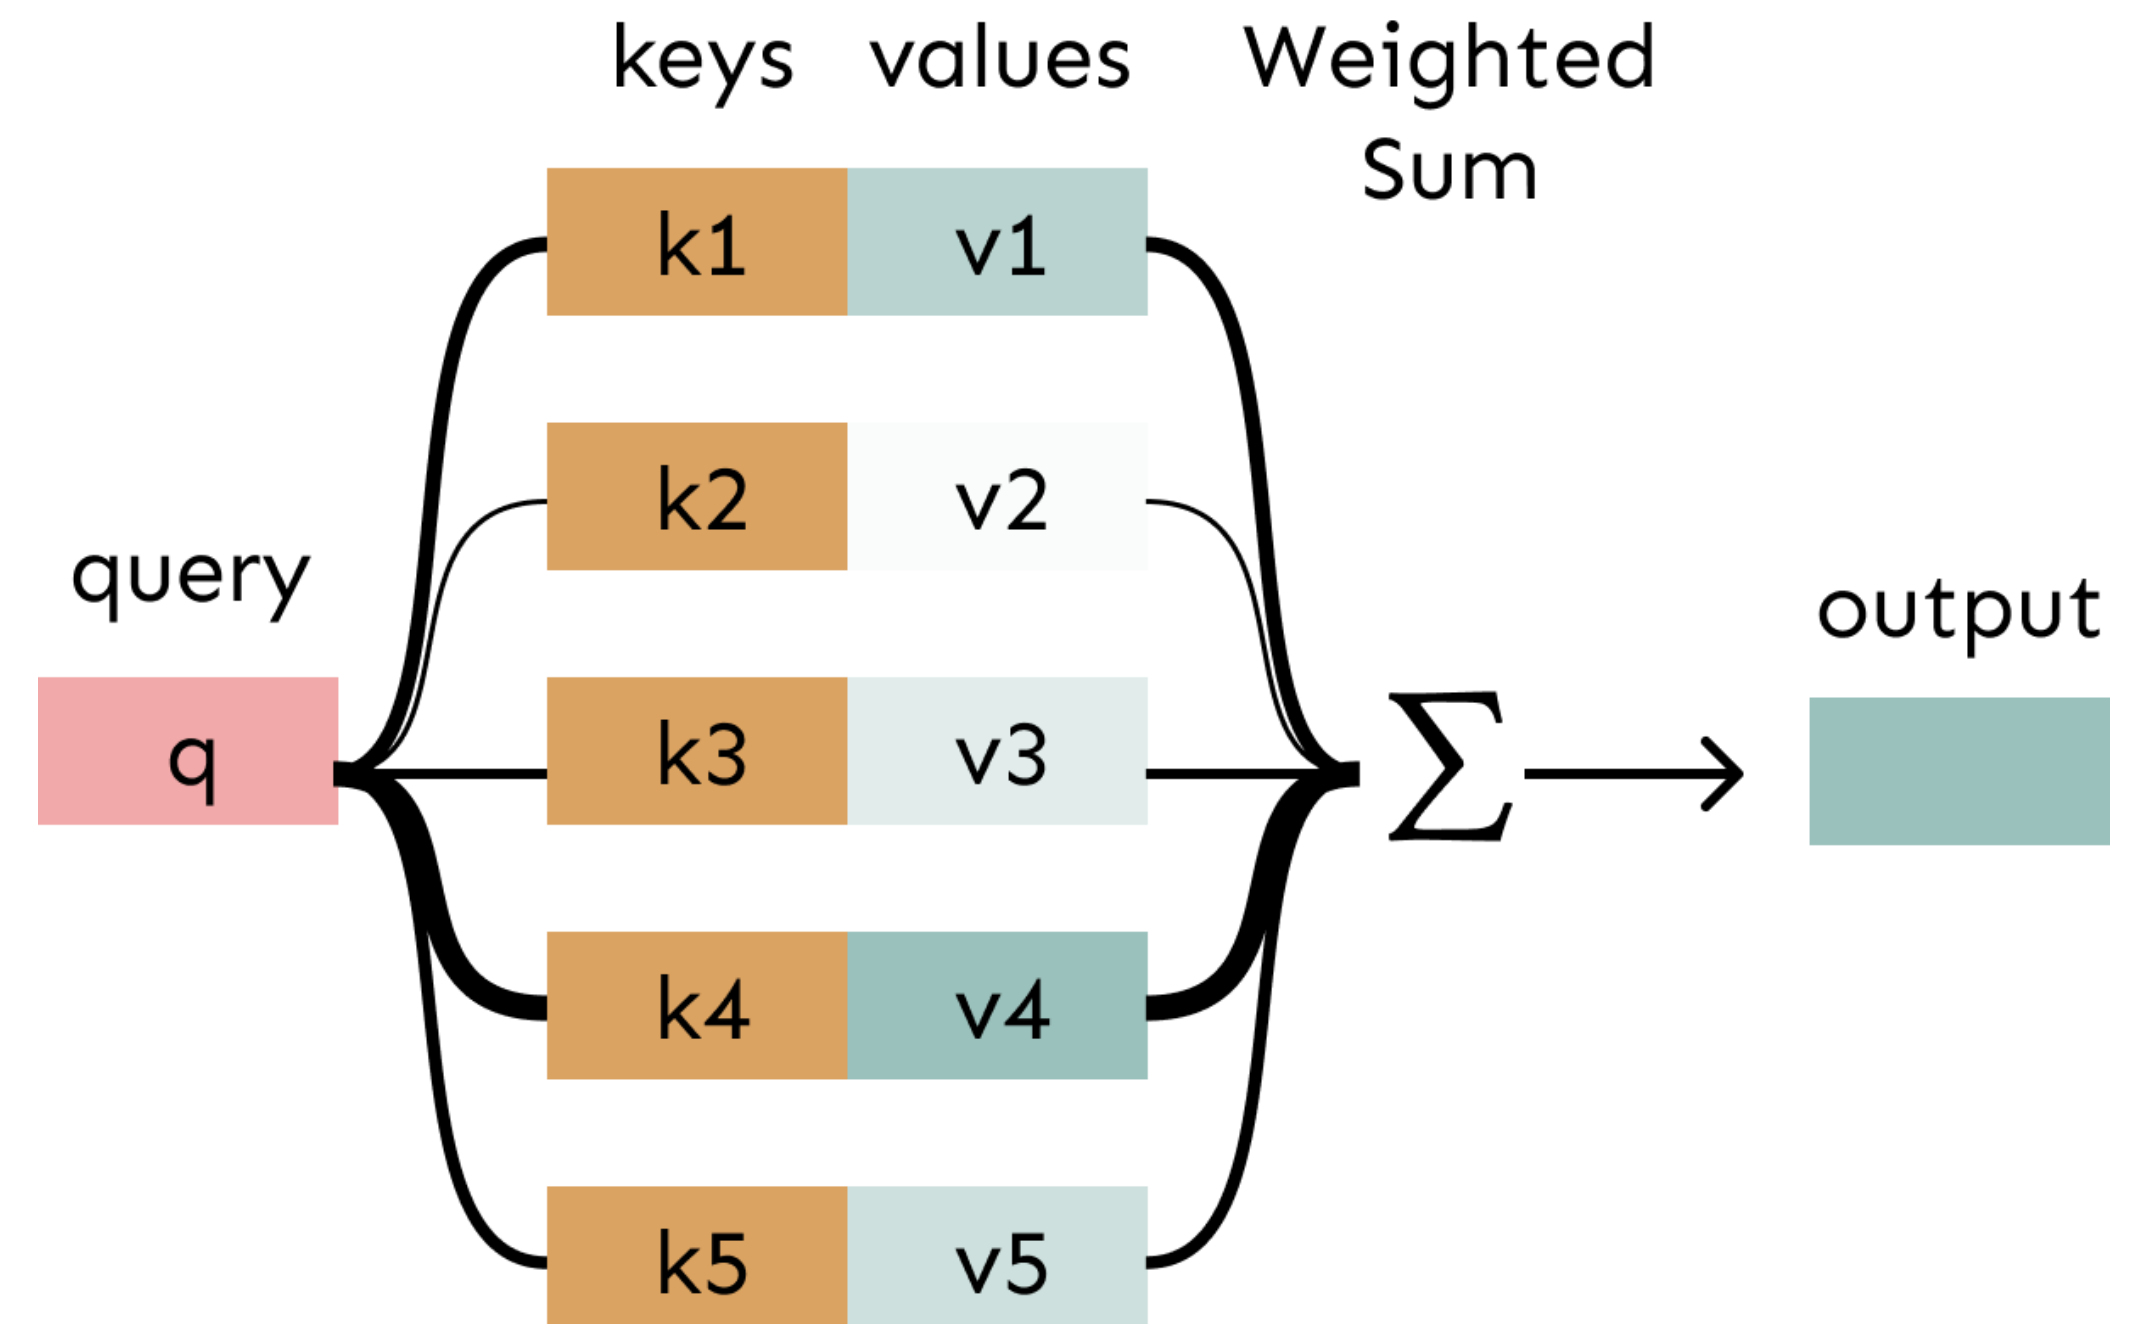 keys values Weighted
Sum
k1 v1
k2 v2
query
output
q
k3 v3
∑
k4 v4
k5 v5